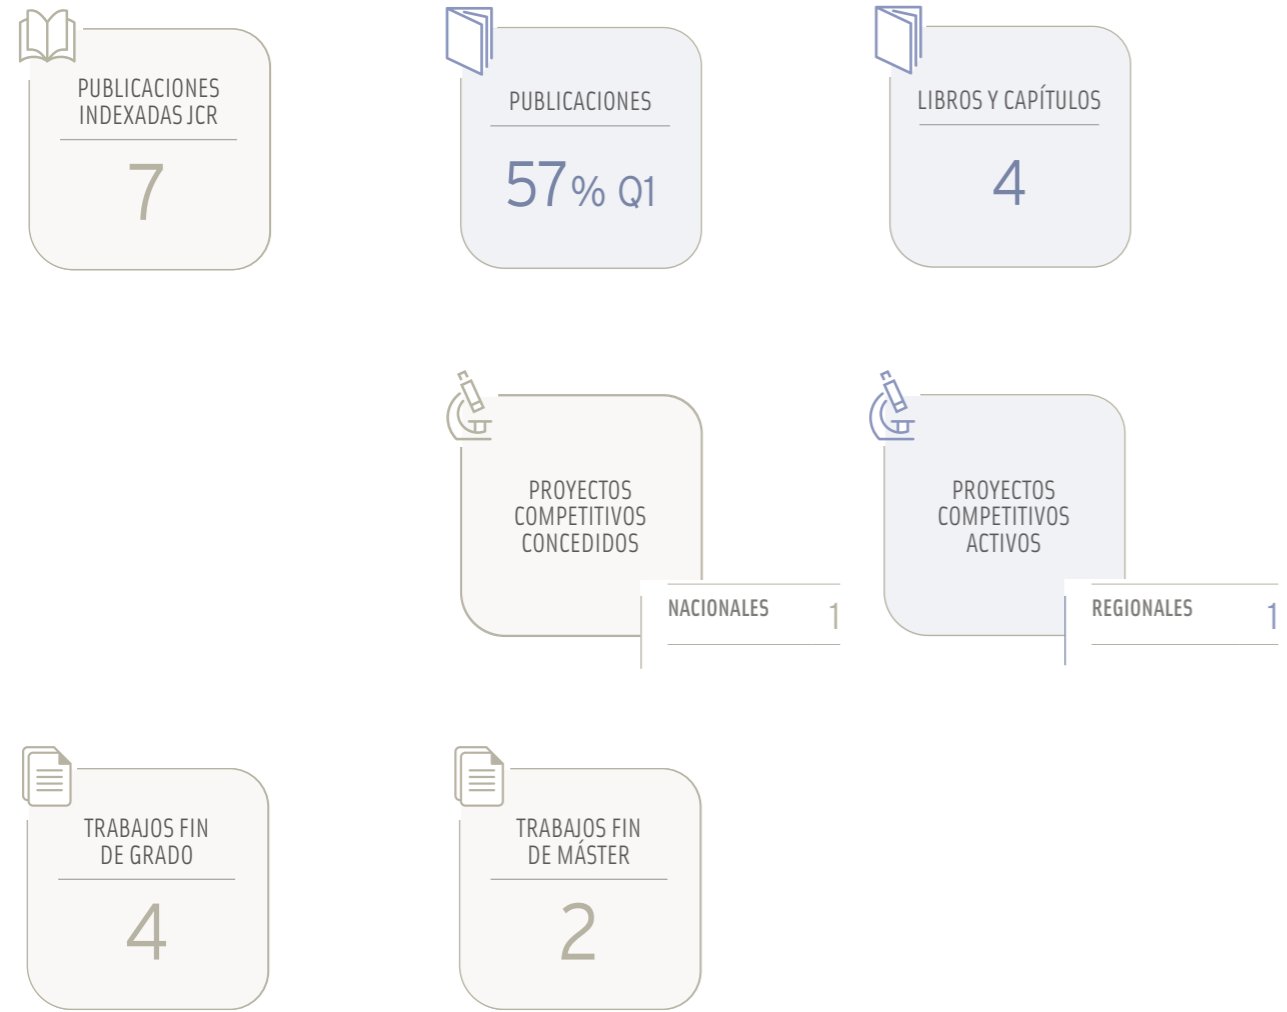 PUBLICACIONES
INDEXADAS JCR
7
PUBLICACIONES
57% Q1
LIBROS Y CAPÍTULOS
4
PROYECTOS
COMPETITIVOS
CONCEDIDOS
NACIONALES 1
PROYECTOS
COMPETITIVOS
ACTIVOS
REGIONALES 1
TRABAJOS FIN
DE GRADO
4
TRABAJOS FIN
DE MÁSTER
2